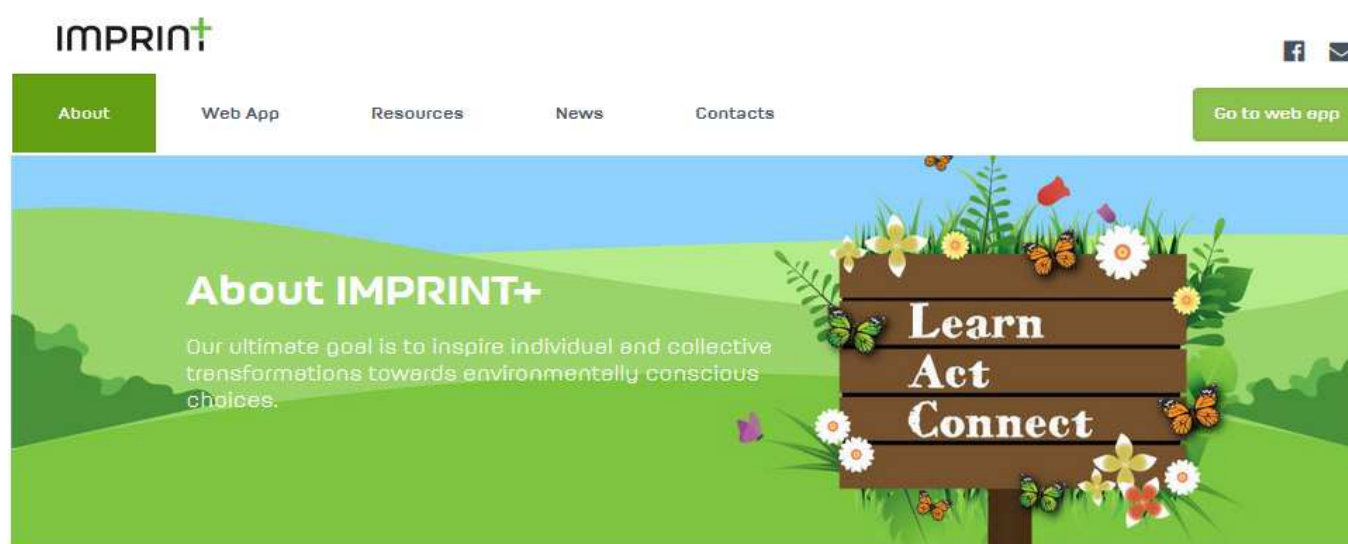 IMPRINT
About Web App Resources News Contacts Go to web app
About IMPRINT+
Our ultimate goal is to inspire individual and collective
transformations towards environmentally conscious
choices.
Learn
Act
Connect